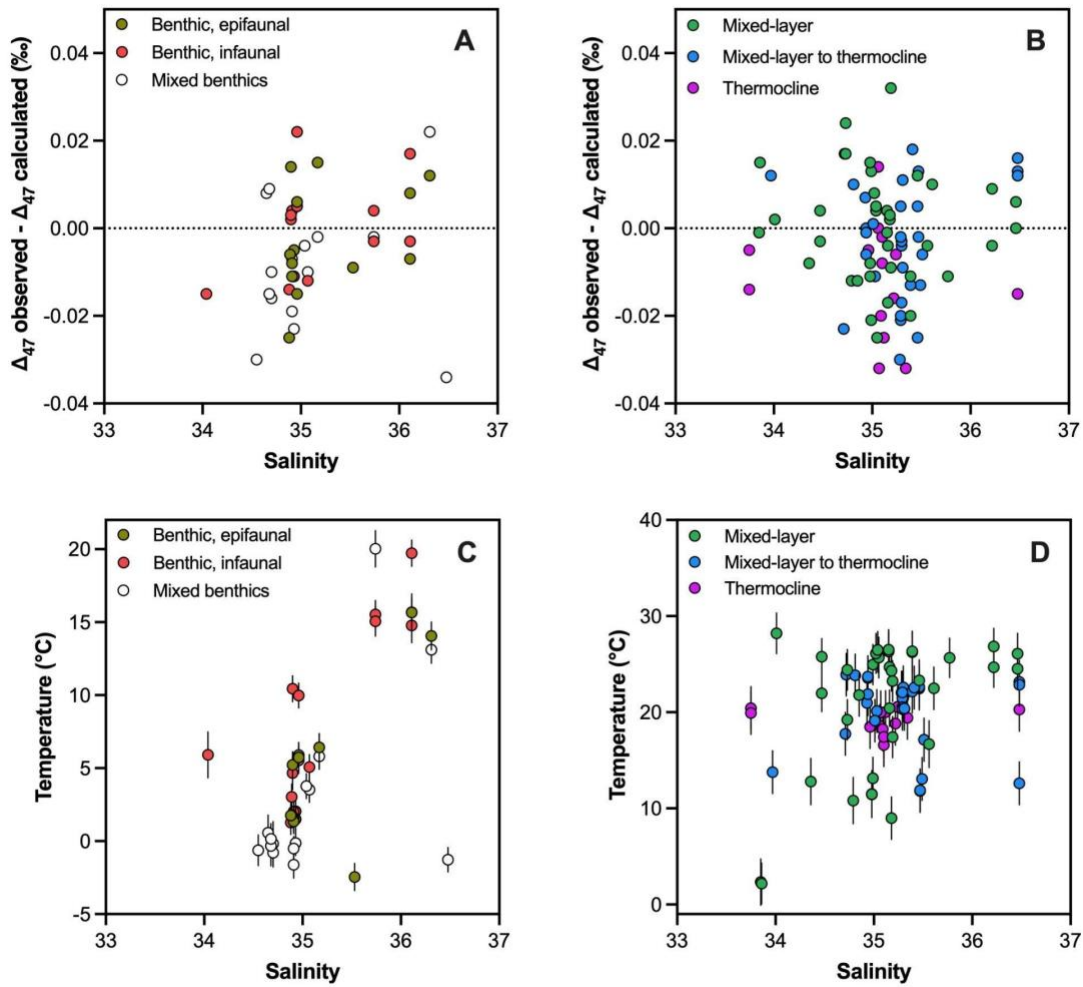 A
Benthic, epifaunal
Benthic, infaunal
Mixed benthics
Δ47 observed - Δ47 calculated (‰)
0.04
0.02
0.00
-0.02
-0.04
33 34 35 36 37
Salinity
B
Mixed-layer
Mixed-layer to thermocline
Thermocline
Δ47 observed - Δ47 calculated (‰)
0.04
0.02
0.00
-0.02
-0.04
33 34 35 36 37
Salinity
C
Benthic, epifaunal
Benthic, infaunal
Mixed benthics
Temperature (°C)
20
15
10
5
0
-5
33 34 35 36 37
Salinity
D
Mixed-layer
Mixed-layer to thermocline
Thermocline
Temperature (°C)
40
30
20
10
0
33 34 35 36 37
Salinity